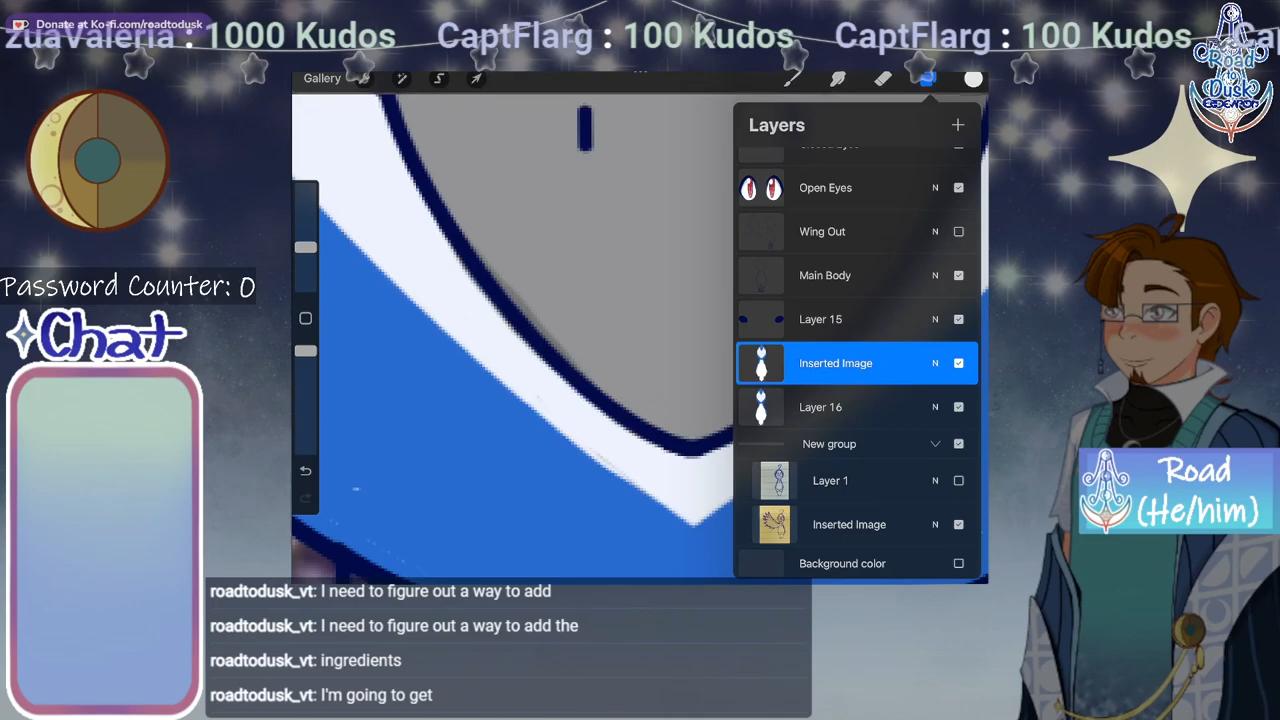 Donate at Ko-fi.com/roadtodusk
zuaValeria : 1000 Kudos CaptFlarg : 100 Kudos CaptFlarg : 100 Kudos
Road
to
Dusk
Gallery
Layers
Open Eyes N
Wing Out N
Main Body N
Layer 15 N
Inserted Image N
Layer 16 N
New group
Layer 1 N
Inserted Image N
Background color
Password Counter: 0
Chat
Road
(He/him)
roadtodusk_vt: I need to figure out a way to add
roadtodusk_vt: I need to figure out a way to add the
roadtodusk_vt: ingredients
roadtodusk_vt: I'm going to get